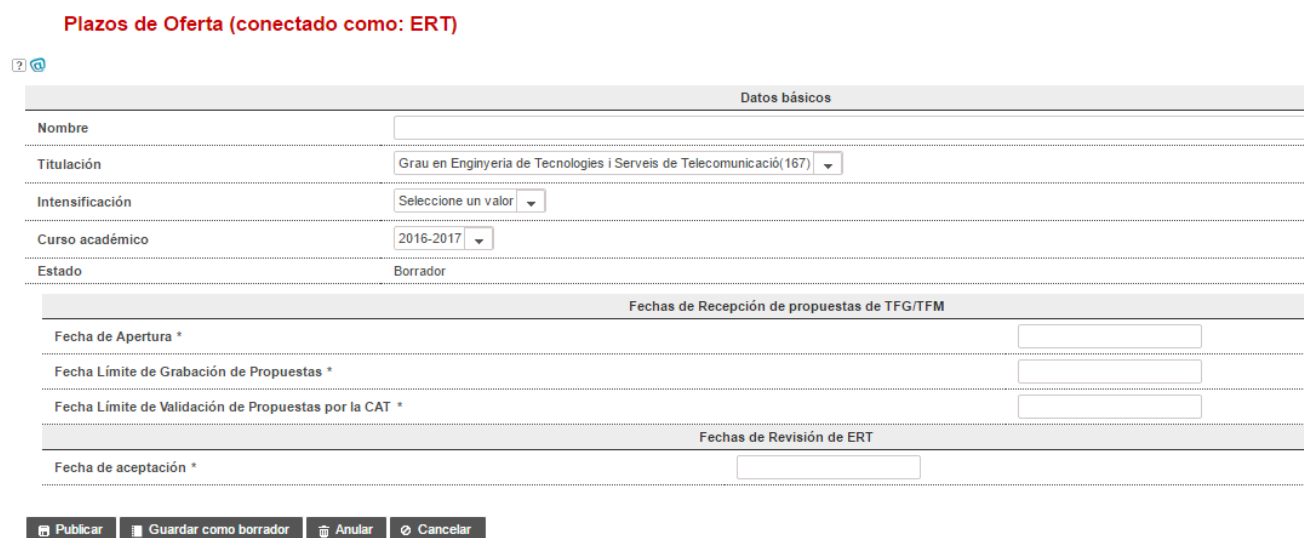 Plazos de Oferta (conectado como: ERT)
?
Datos básicos
Nombre
Titulación Grau en Enginyeria de Tecnologies i Serveis de Telecomunicació(167)
Intensificación Seleccione un valor
Curso académico 2016-2017
Estado Borrador
Fechas de Recepción de propuestas de TFG/TFM
Fecha de Apertura *
Fecha Límite de Grabación de Propuestas *
Fecha Límite de Validación de Propuestas por la CAT *
Fechas de Revisión de ERT
Fecha de aceptación *
Publicar Guardar como borrador Anular Cancelar